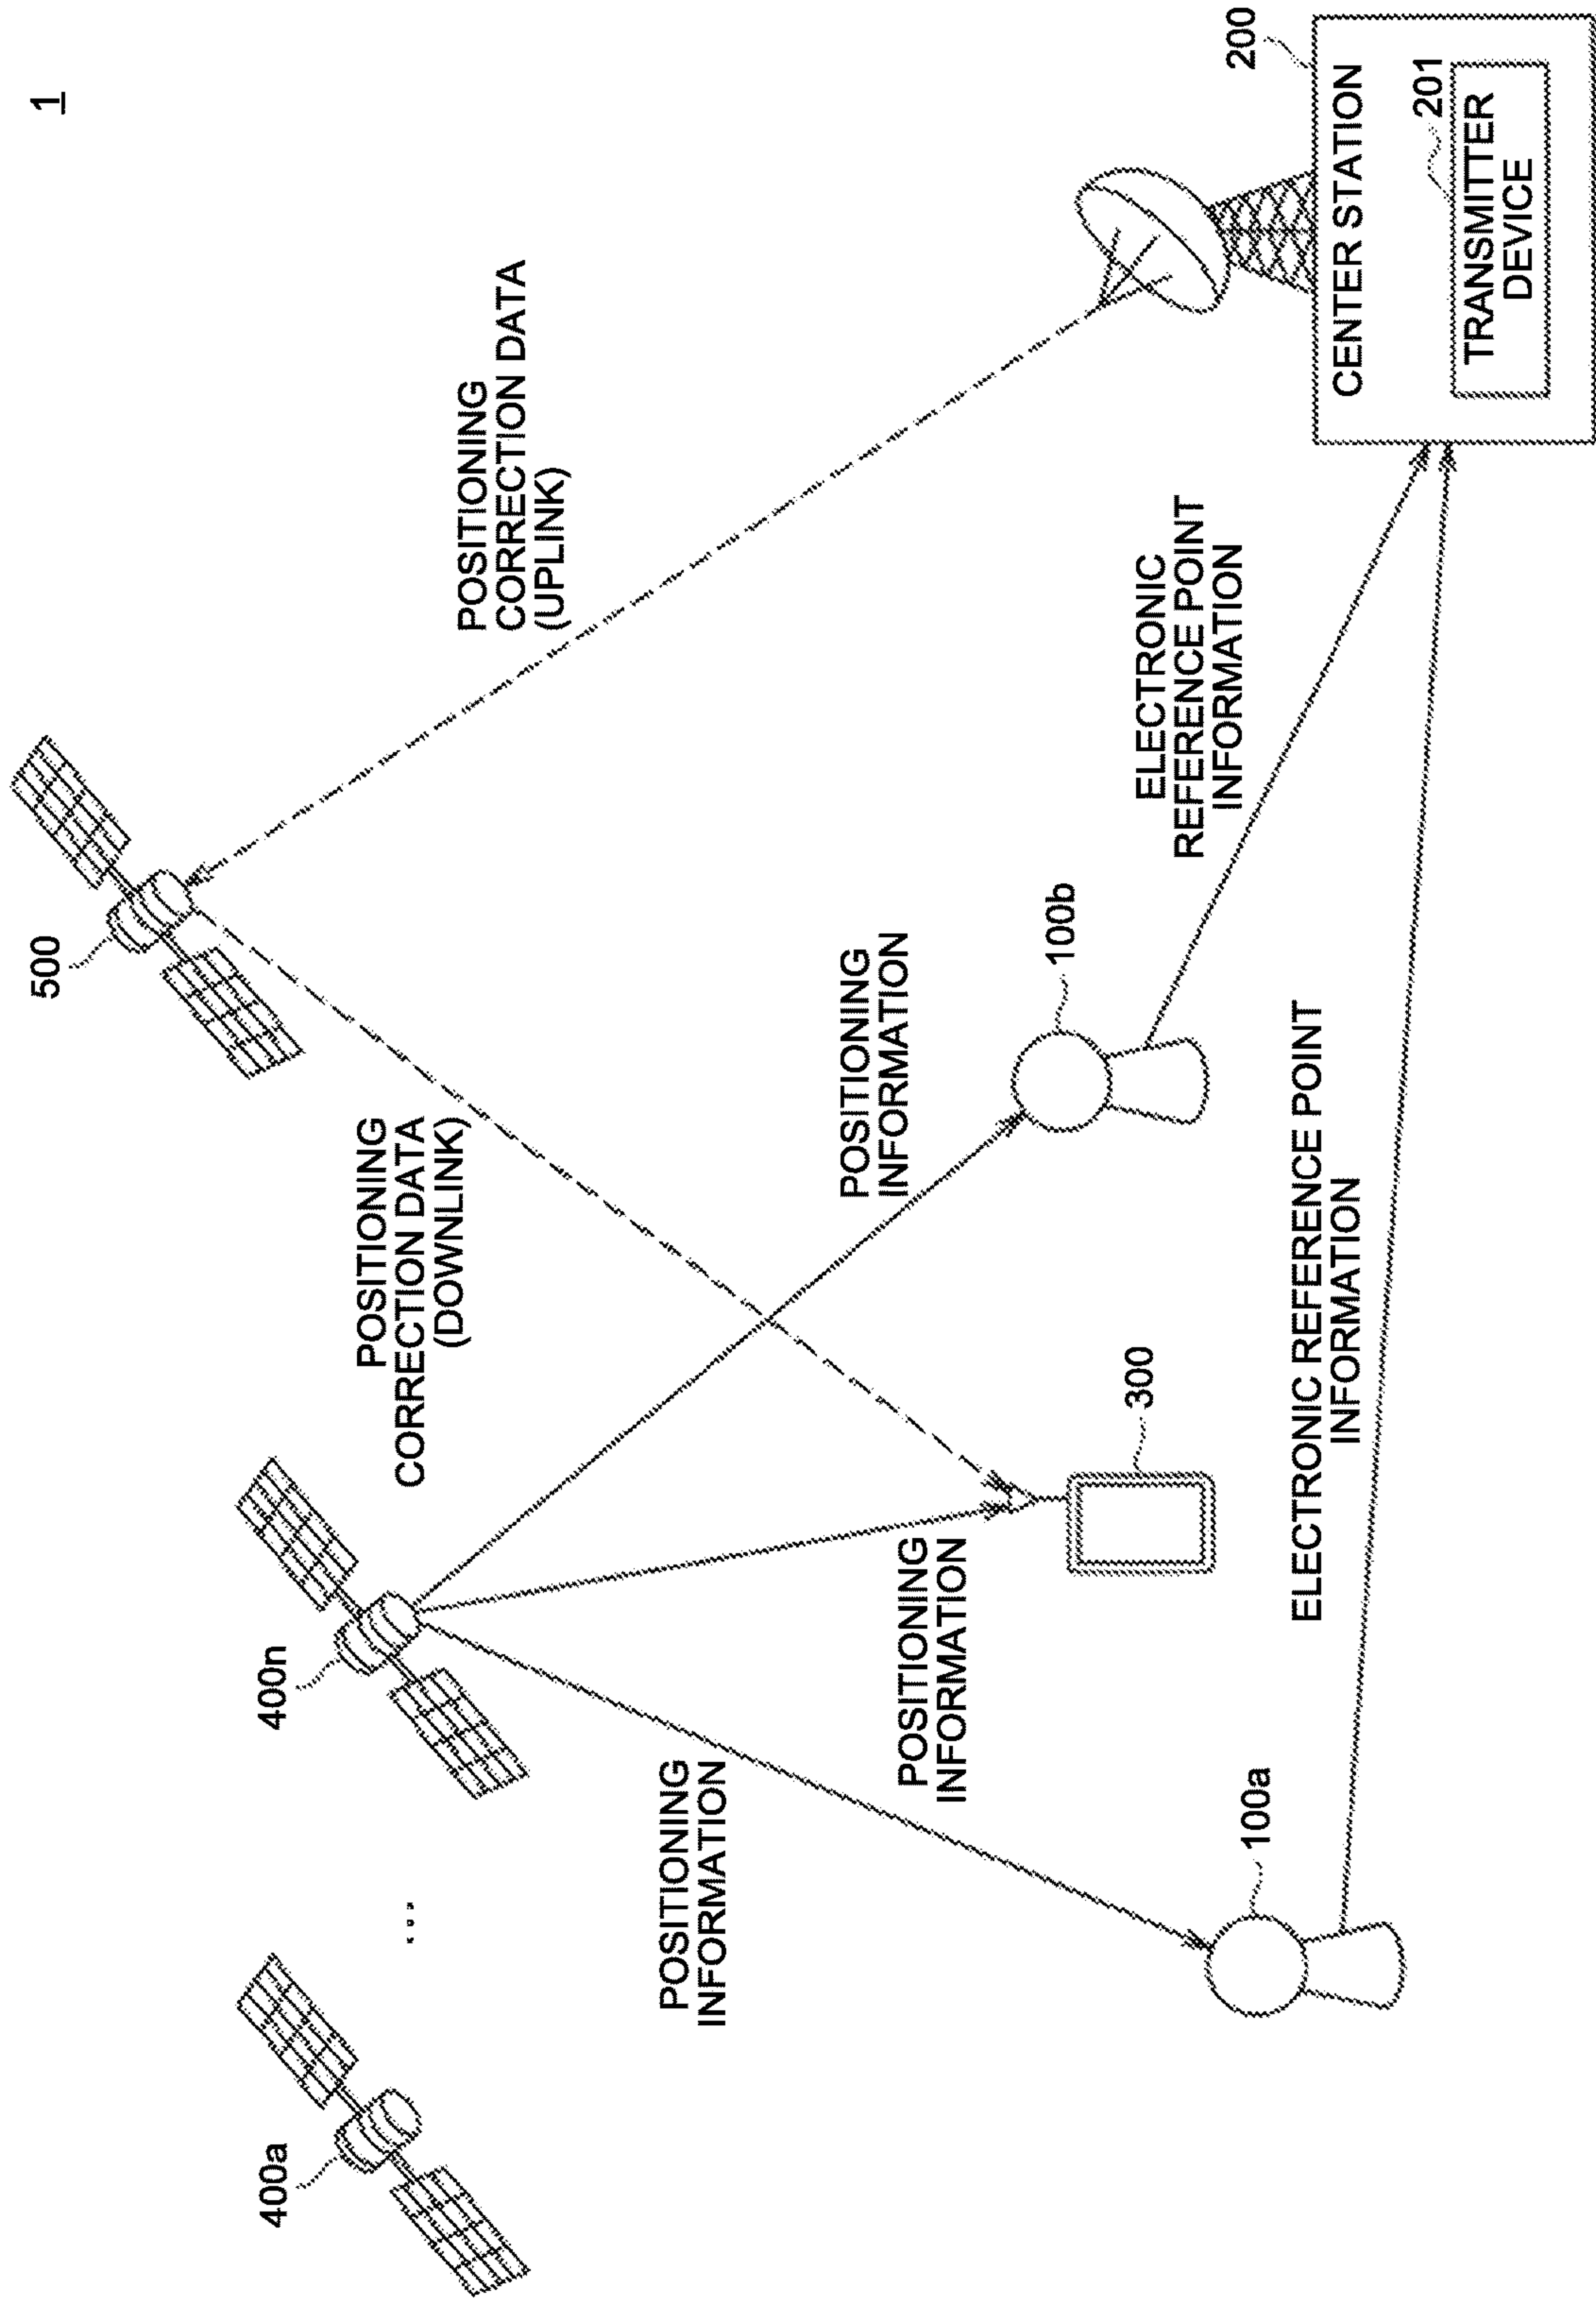 1
500
POSITIONING
CORRECTION DATA
(UPLINK)
400a
...
400n
POSITIONING
CORRECTION DATA
(DOWNLINK)
POSITIONING
INFORMATION
POSITIONING
INFORMATION
POSITIONING
INFORMATION
100a
300
100b
ELECTRONIC
REFERENCE POINT
INFORMATION
ELECTRONIC REFERENCE POINT
INFORMATION
200
CENTER STATION
201
TRANSMITTER
DEVICE